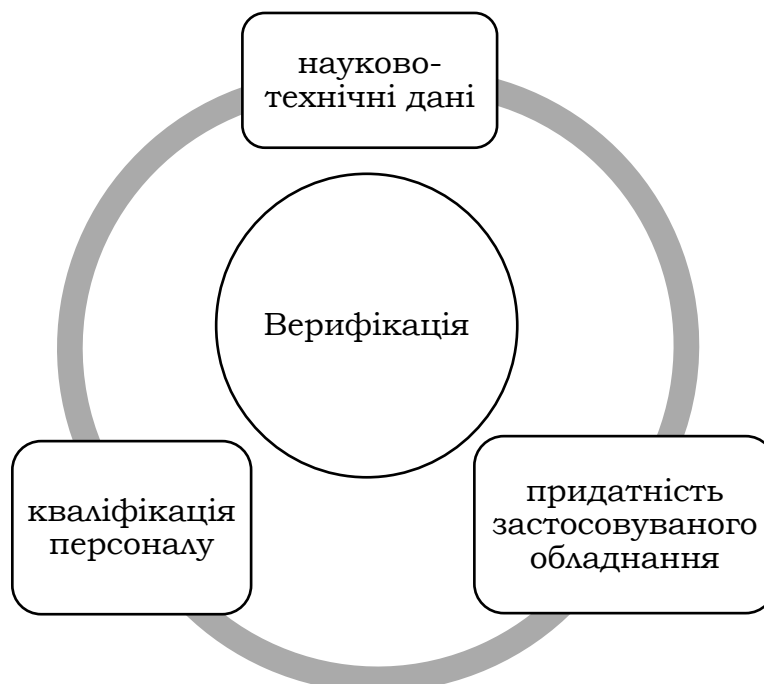 науково-
технічні дані
Верифікація
кваліфікація
персоналу
придатність
застосовуваного
обладнання